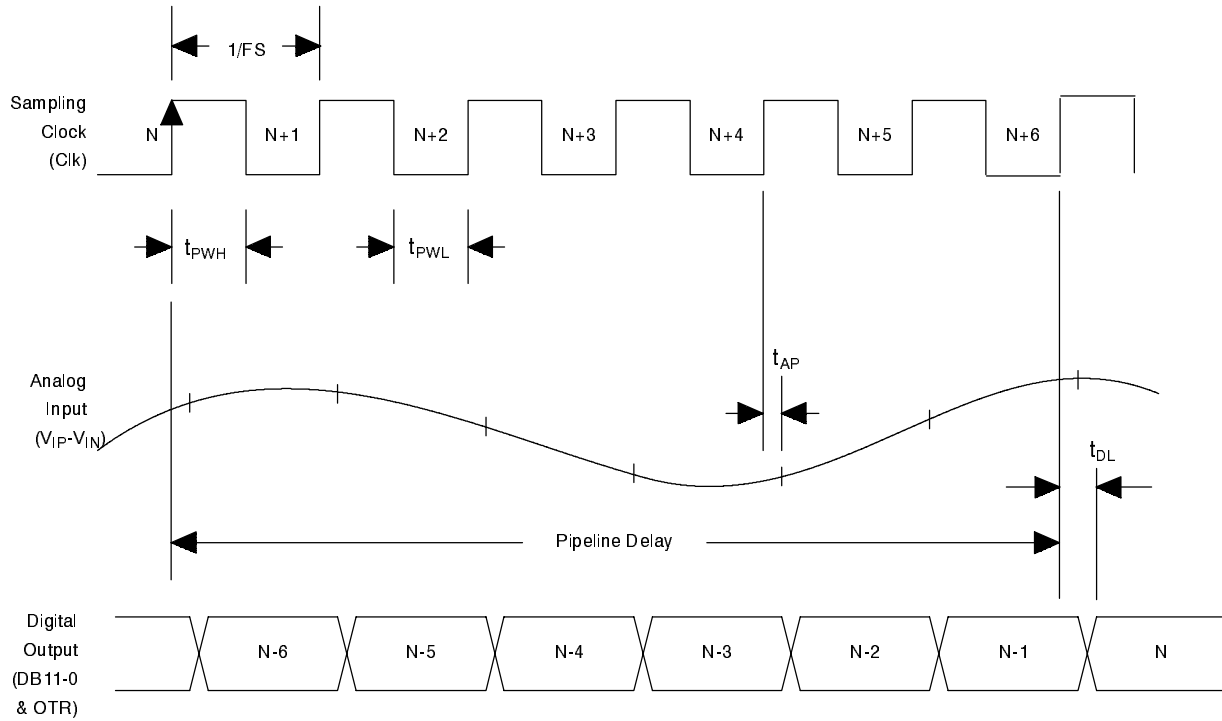 1/FS
Sampling
Clock
(Clk)
N
N+1
N+2
N+3
N+4
N+5
N+6
tPWH
tPWL
Analog
Input
(VIP-VIN)
tAP
tDL
Pipeline Delay
Digital
Output
(DB11-0
& OTR)
N-6
N-5
N-4
N-3
N-2
N-1
N